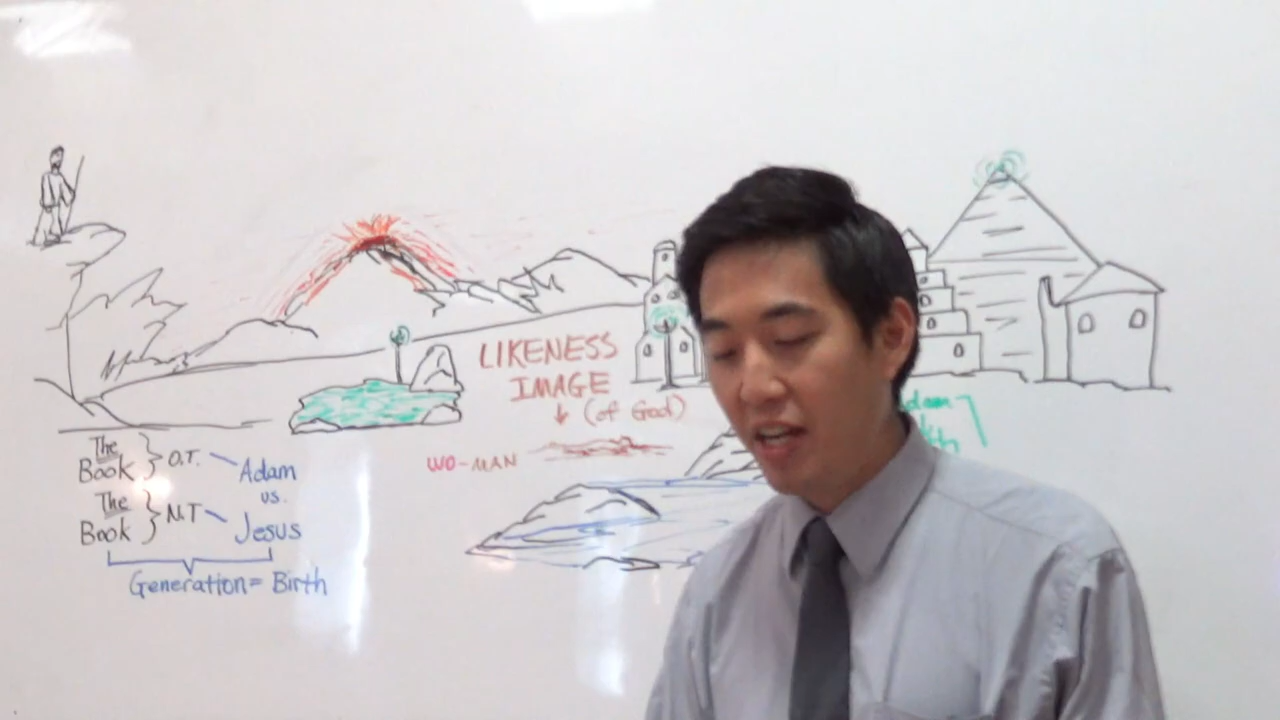 LIKENESS
IMAGE
(of God)
WO-MAN
The
Book
O.T.
Adam
vs.
The
Book
N.T
Jesus
Generation = Birth